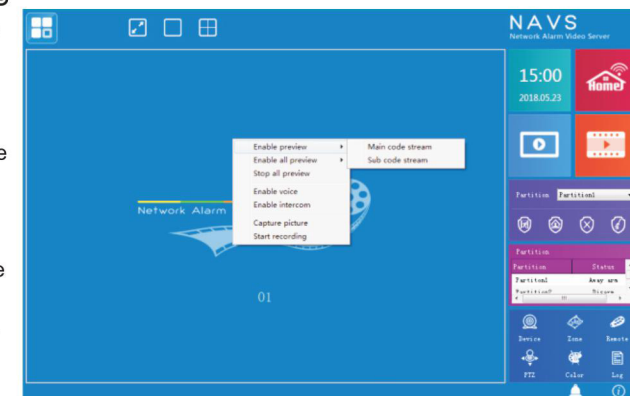 NAVS
Network Alarm Video Server
15:00
2018.05.23
Home
Enable preview
Main code stream
Enable all preview
Sub code stream
Stop all preview
Enable voice
Enable intercom
Capture picture
Start recording
Network Alarm
01
Partition Partition1
Partition
Partition Status
Partition1 Away arm
Partition2 Disarm
Device Zone Remote
PTZ Color Log
e
e